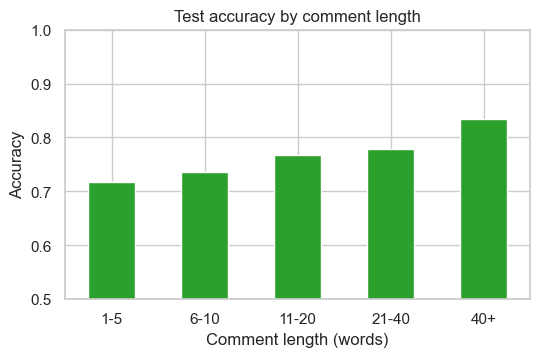 Test accuracy by comment length
1.0
0.9
0.8
0.7
0.6
0.5
Accuracy
1-5 6-10 11-20 21-40 40+
Comment length (words)